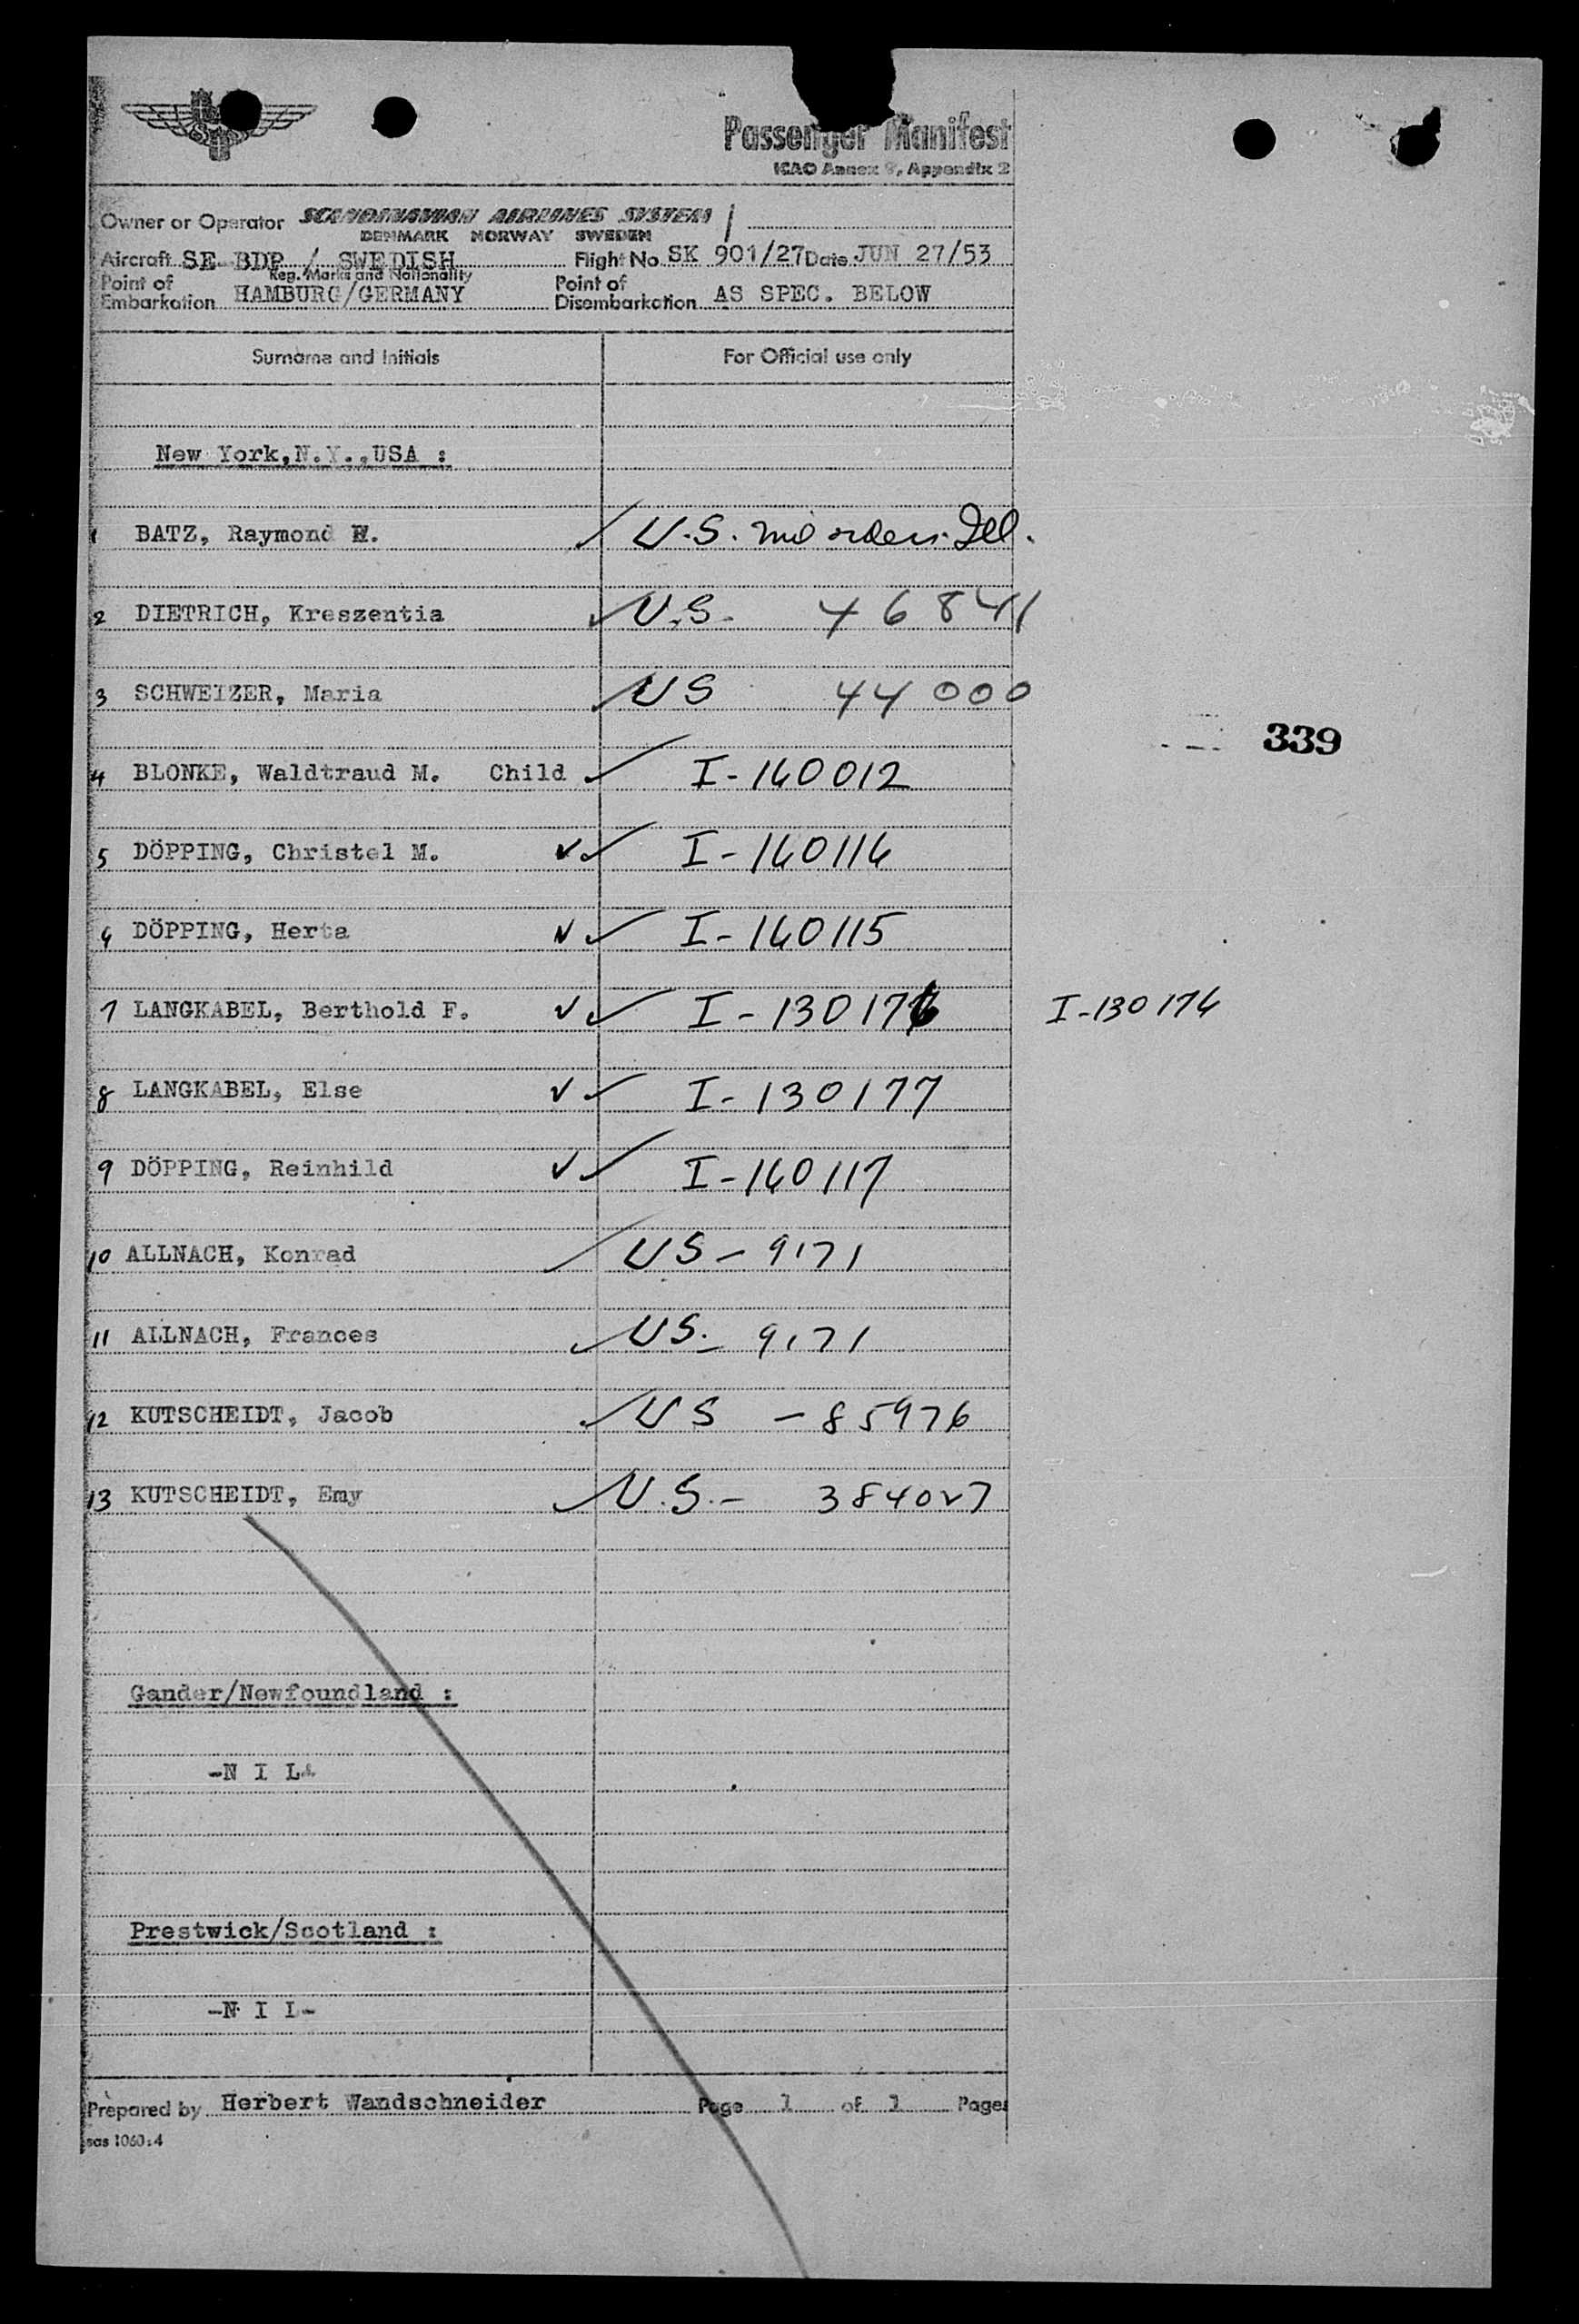 SAS
Passenger Manifest
ICAO Annex 9, Appendix 2
Owner or Operator SCANDINAVIAN AIRLINES SYSTEM
DENMARK NORWAY SWEDEN
Aircraft SE-BDP / SWEDISH Flight No. SK 901/27 Date JUN 27/53
Reg. Marks and Nationality
Point of Embarkation HAMBURG/GERMANY Point of Disembarkation AS SPEC. BELOW
Surname and Initials For Official use only
New York,N.Y.,USA :
1 BATZ, Raymond U.S. orders
2 DIETRICH, Kreszentia U.S. 46841
3 SCHWEIZER, Maria US 44000
339
4 BLONKE, Waldtraud M. Child I-160012
5 DÖPPING, Christel M. I-160116
6 DÖPPING, Herta I-160115
7 LANGKABEL, Berthold F. I-130176 I-130176
8 LANGKABEL, Else I-130177
9 DÖPPING, Reinhild I-160117
10 ALLNACH, Konrad US-9171
11 ALLNACH, Frances US.- 9171
12 KUTSCHEIDT, Jacob US -85976
13 KUTSCHEIDT, Emy U.S.- 384027
Gander/Newfoundland :
-N I L-
Prestwick/Scotland :
-N I L-
Prepared by Herbert Wandschneider Page 1 of 1 Pages
sas 1060:4